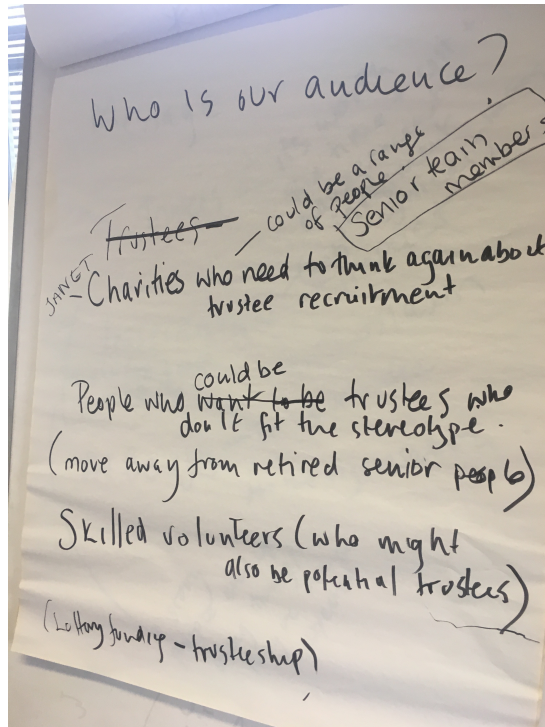 Who is our audience?
could be a range
of people.
Senior team
members
Trustees
JANET
- Charities who need to think again about
trustee recruitment
could be
People who want to be trustees who
don't fit the stereotype.
(move away from retired senior people)
Skilled volunteers (who might
also be potential trustees)
(Lottery funding - trusteeship)